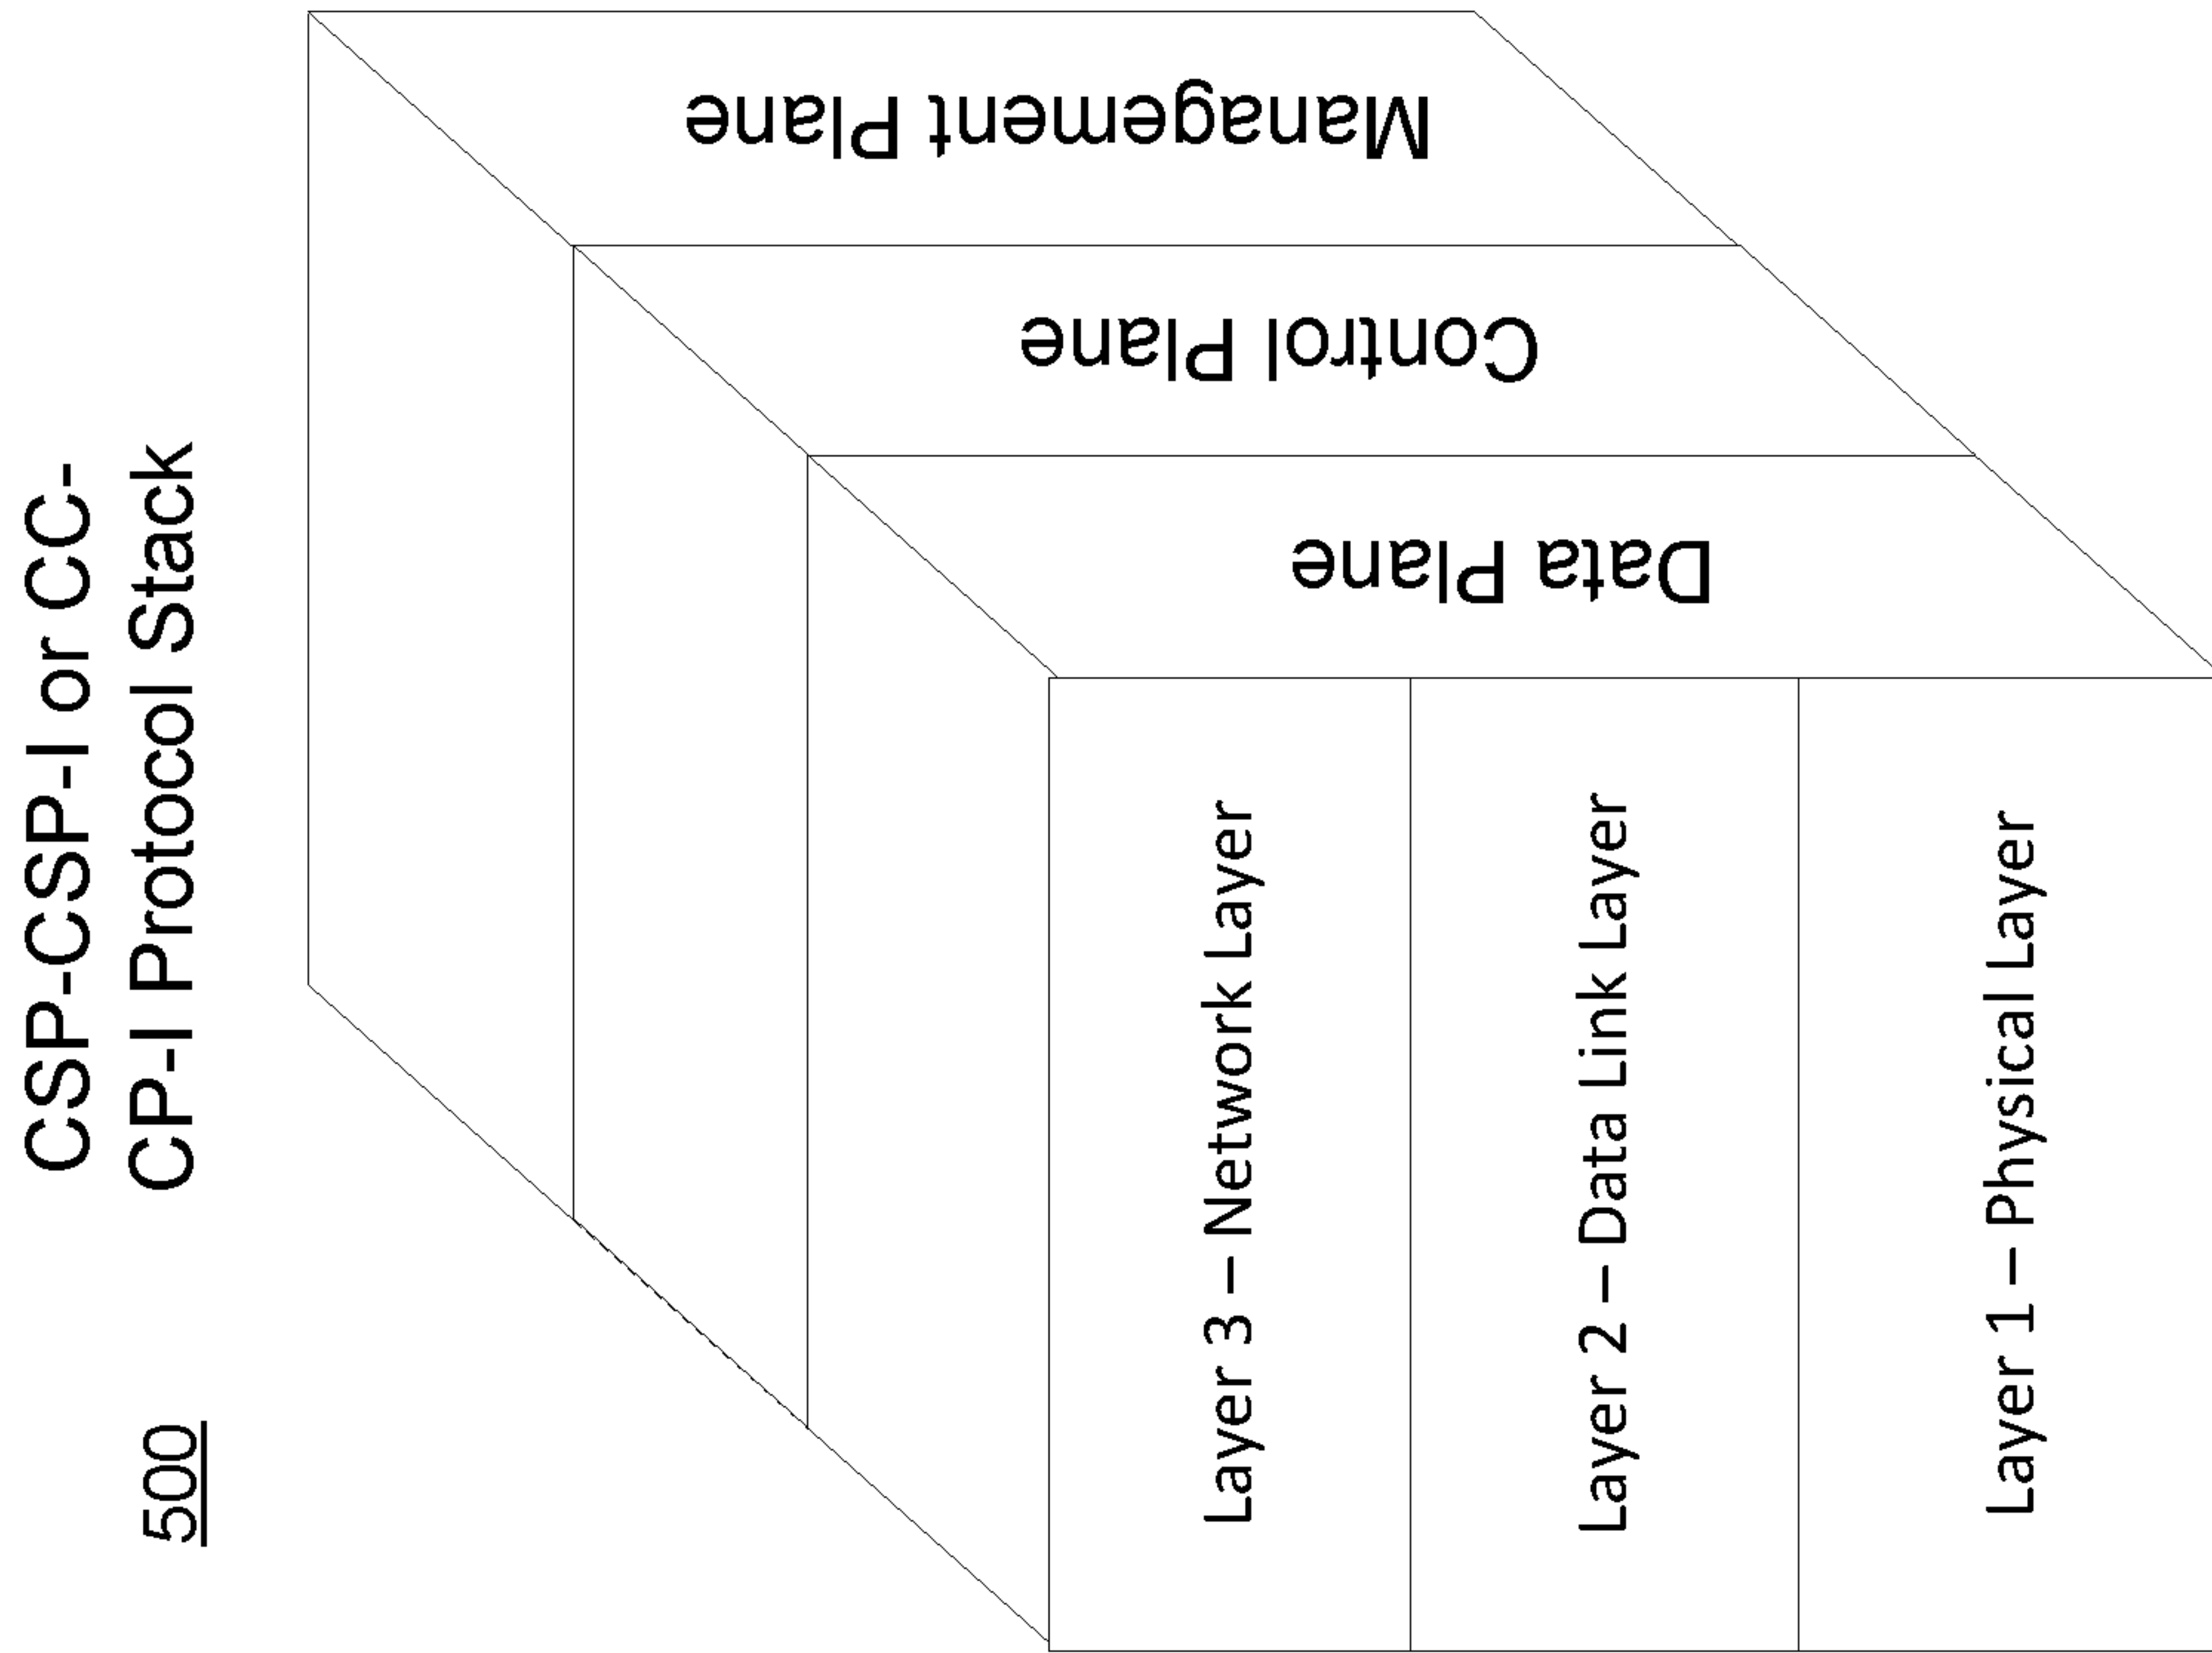 500
CSP-CSP-I or CC-
CP-I Protocol Stack
Layer 3 – Network Layer
Layer 2 – Data Link Layer
Layer 1 – Physical Layer
Data Plane
Control Plane
Management Plane